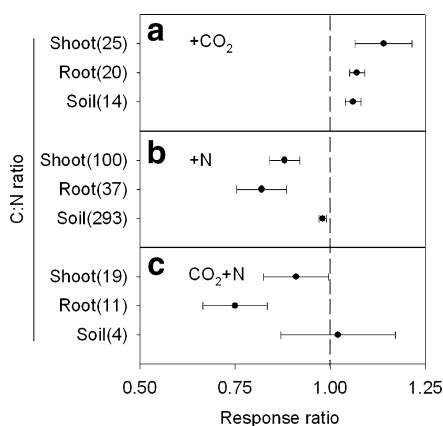 C:N ratio
a
+CO₂
Shoot(25)
Root(20)
Soil(14)
b
+N
Shoot(100)
Root(37)
Soil(293)
c
CO₂+N
Shoot(19)
Root(11)
Soil(4)
0.50 0.75 1.00 1.25
Response ratio